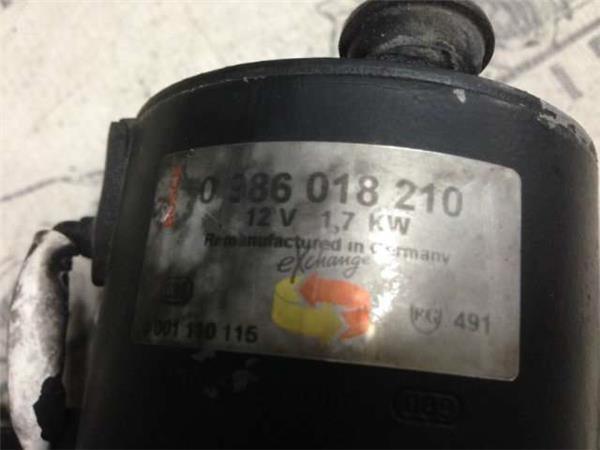 0 986 018 210
12 V 1,7 KW
Remanufactured in Germany
eXchange
491
001 110 115